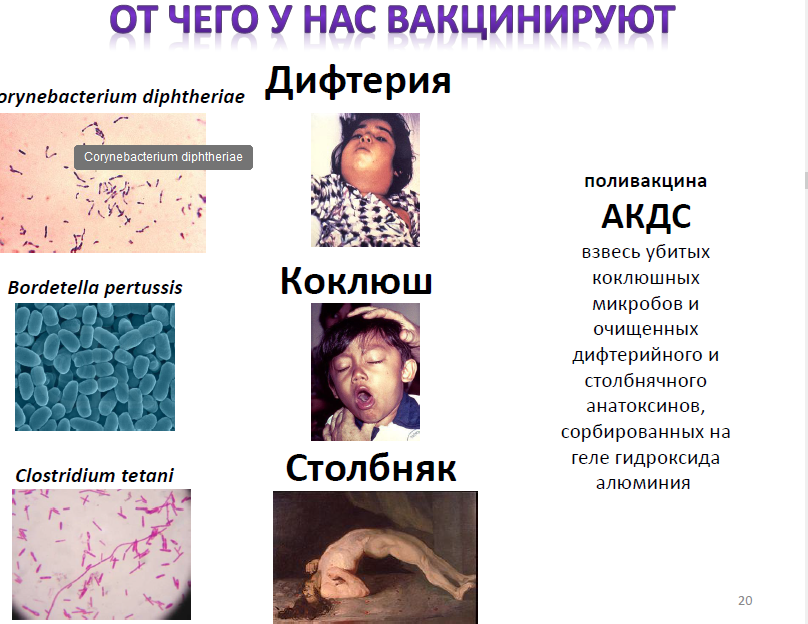 ОТ ЧЕГО У НАС ВАКЦИНИРУЮТ
orynebacterium diphtheriae
Дифтерия
Corynebacterium diphtheriae
поливакцина
АКДС
взвесь убитых
коклюшных
микробов и
очищенных
дифтерийного и
столбнячного
анатоксинов,
сорбированных на
геле гидроксида
алюминия
Bordetella pertussis
Коклюш
Clostridium tetani
Столбняк
20